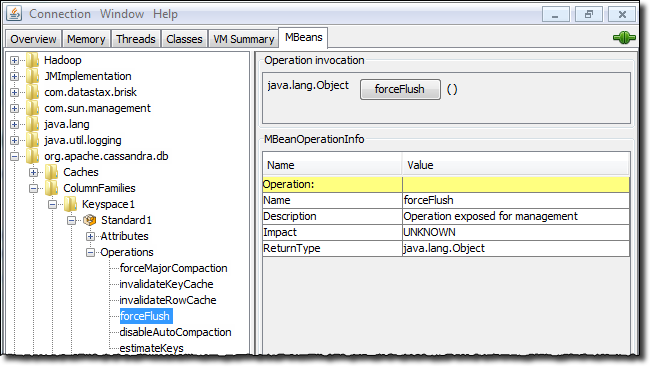 Connection Window Help
Overview Memory Threads Classes VM Summary MBeans
Hadoop
JMImplementation
com.datastax.brisk
com.sun.management
java.lang
java.util.logging
org.apache.cassandra.db
Caches
ColumnFamilies
Keyspace1
Standard1
Attributes
Operations
forceMajorCompaction
invalidateKeyCache
invalidateRowCache
forceFlush
disableAutoCompaction
estimateKeys
Operation invocation
java.lang.Object forceFlush ()
MBeanOperationInfo
Name Value
Operation:
Name forceFlush
Description Operation exposed for management
Impact UNKNOWN
ReturnType java.lang.Object